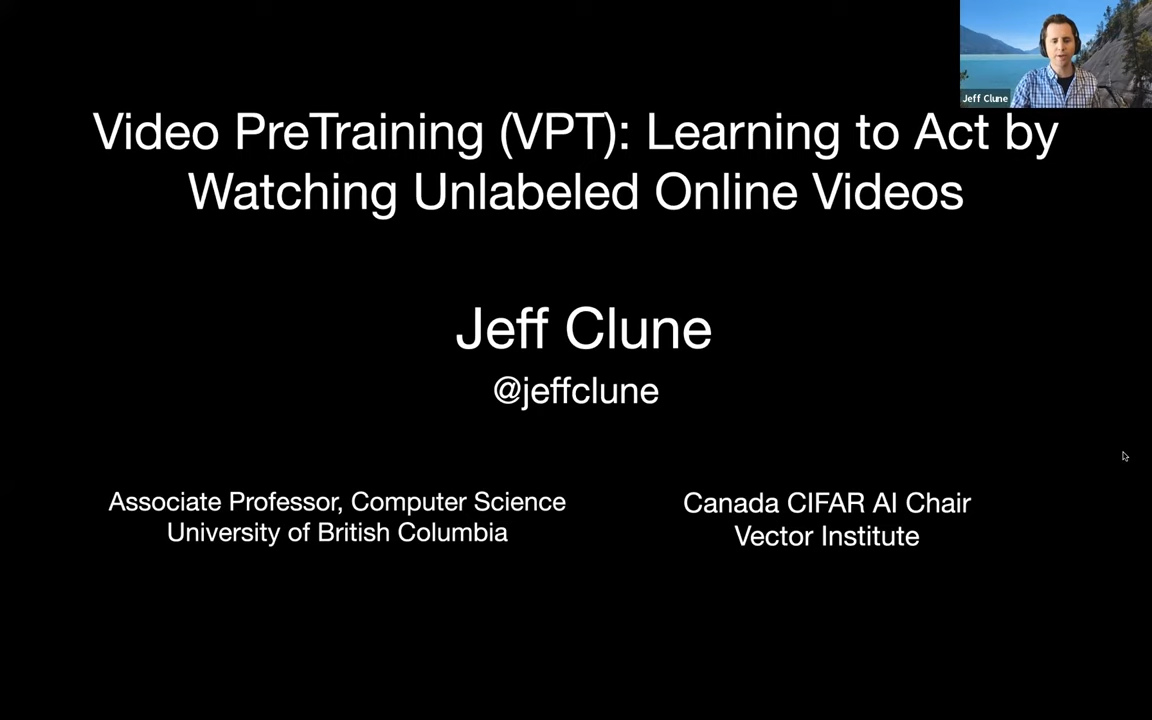 Jeff Clune
Video PreTraining (VPT): Learning to Act by
Watching Unlabeled Online Videos
Jeff Clune
@jeffclune
Associate Professor, Computer Science
University of British Columbia
Canada CIFAR AI Chair
Vector Institute